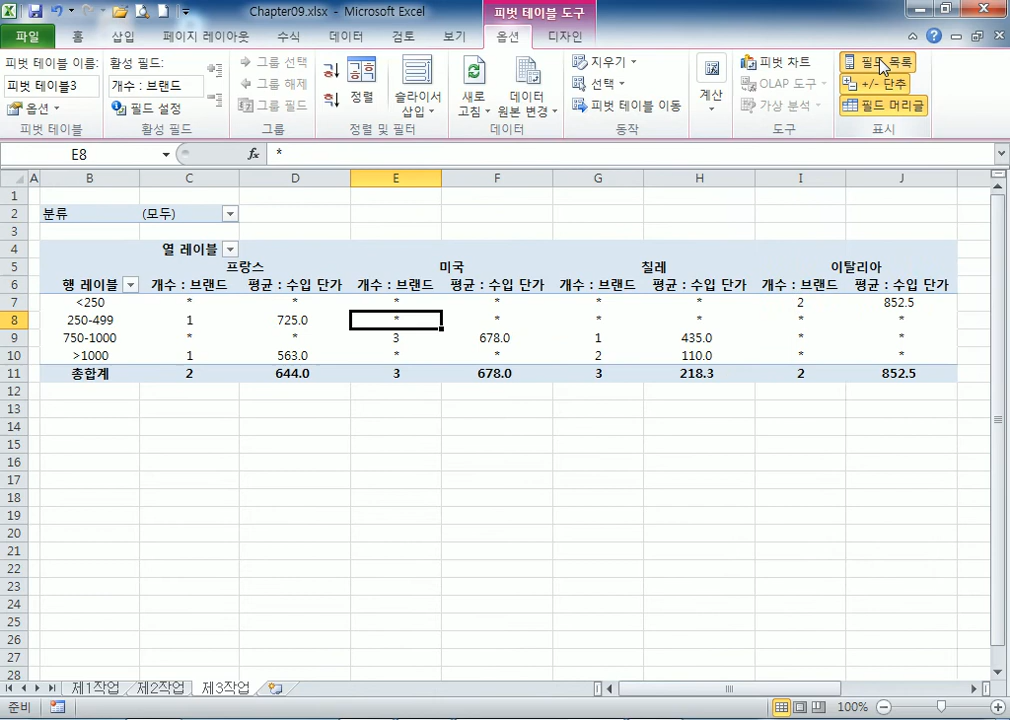 Chapter09.xlsx - Microsoft Excel
피벗 테이블 도구
파일 홈 삽입 페이지 레이아웃 수식 데이터 검토 보기 옵션 디자인
피벗 테이블 이름:
피벗 테이블3
옵션
피벗 테이블
활성 필드:
개수 : 브랜드
필드 설정
활성 필드
그룹 선택
그룹 해제
그룹 필드
그룹
정렬
슬라이서
삽입
정렬 및 필터
새로
고침
데이터
원본 변경
데이터
지우기
선택
피벗 테이블 이동
동작
계산
피벗 차트
OLAP 도구
가상 분석
도구
필드 목록
+/- 단추
필드 머리글
표시
E8 fx *
A B C D E F G H I J
1
2 분류 (모두)
3
4 열 레이블
5 프랑스 미국 칠레 이탈리아
6 행 레이블 개수 : 브랜드 평균 : 수입 단가 개수 : 브랜드 평균 : 수입 단가 개수 : 브랜드 평균 : 수입 단가 개수 : 브랜드 평균 : 수입 단가
7 <250 * * * * * * 2 852.5
8 250-499 1 725.0 * * * * * *
9 750-1000 * * 3 678.0 1 435.0 * *
10 >1000 1 563.0 * * 2 110.0 * *
11 총합계 2 644.0 3 678.0 3 218.3 2 852.5
12
13
14
15
16
17
18
19
20
21
22
23
24
25
26
27
28
제1작업 제2작업 제3작업
준비 100%